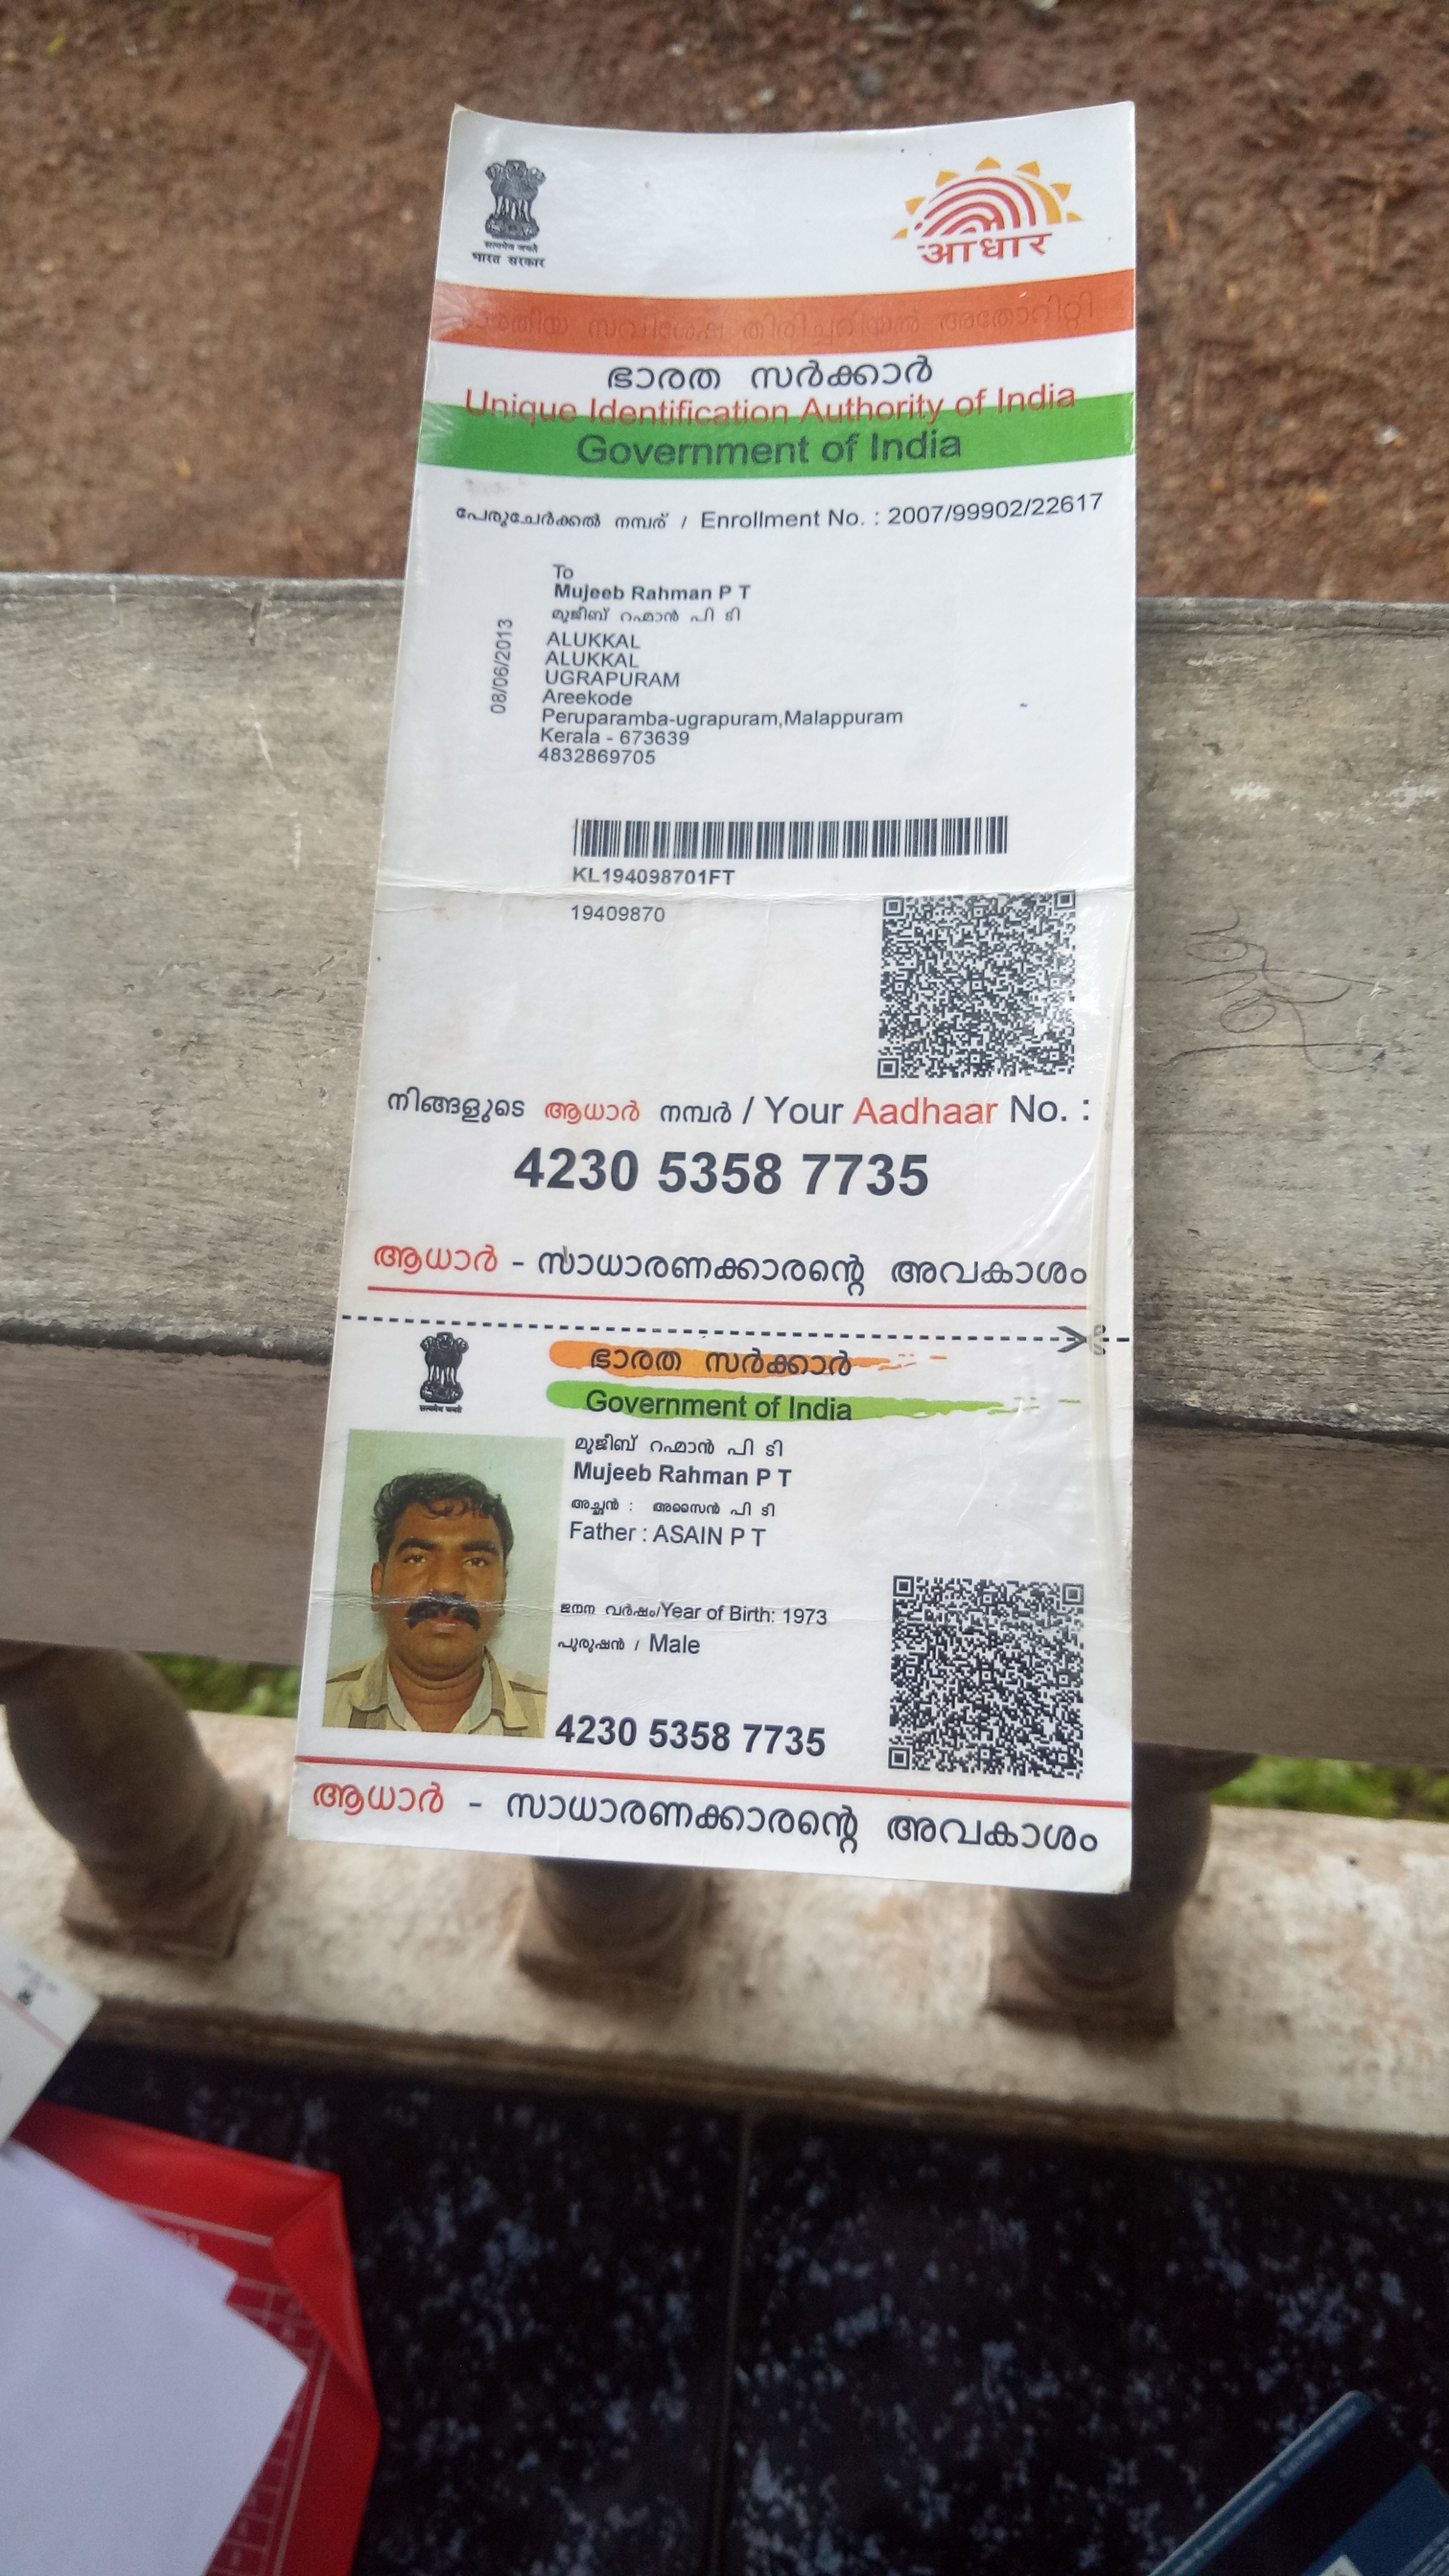 सत्यमेव जयते
भारत सरकार
आधार
ഭാരതീയ സവിശേഷ തിരിച്ചറിയൽ അതോറിറ്റി
ഭാരത സർക്കാർ
Unique Identification Authority of India
Government of India
പേരുചേർക്കൽ നമ്പര് / Enrollment No. : 2007/99902/22617
To
Mujeeb Rahman P T
മുജീബ് റഹ്മാൻ പി ടി
ALUKKAL
ALUKKAL
UGRAPURAM
Areekode
Peruparamba-ugrapuram,Malappuram
Kerala - 673639
4832869705
08/06/2013
KL194098701FT
19409870
നിങ്ങളുടെ ആധാർ നമ്പർ / Your Aadhaar No. :
4230 5358 7735
ആധാർ - സാധാരണക്കാരന്റെ അവകാശം
सत्यमेव जयते
ഭാരത സർക്കാർ
Government of India
മുജീബ് റഹ്മാൻ പി ടി
Mujeeb Rahman P T
അച്ഛൻ : അസൈൻ പി ടി
Father : ASAIN P T
ജനന വർഷം/Year of Birth: 1973
പുരുഷൻ / Male
4230 5358 7735
ആധാർ - സാധാരണക്കാരന്റെ അവകാശം